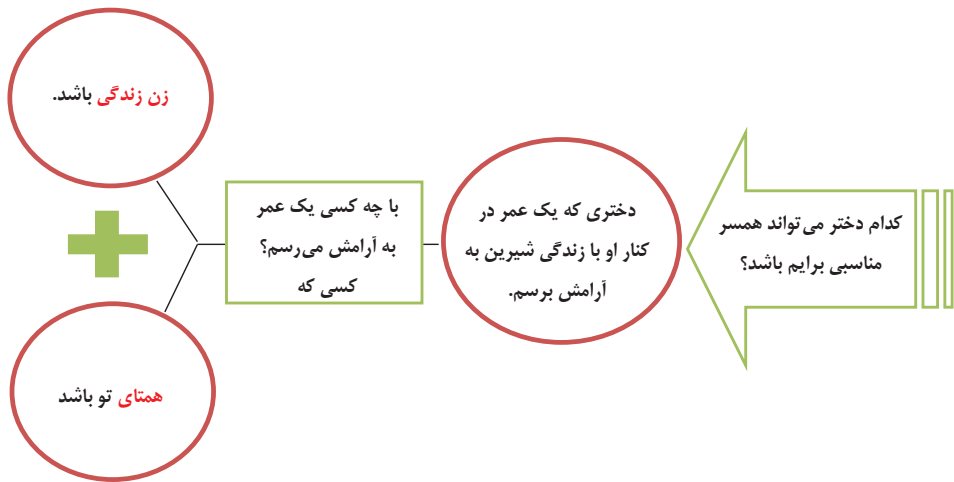 کدام دختر می‌تواند همسر
مناسبی برایم باشد؟
دختری که یک عمر در
کنار او با زندگی شیرین به
آرامش برسم.
با چه کسی یک عمر
به آرامش می‌رسم؟
کسی که
زن زندگی باشد.
همتای تو باشد